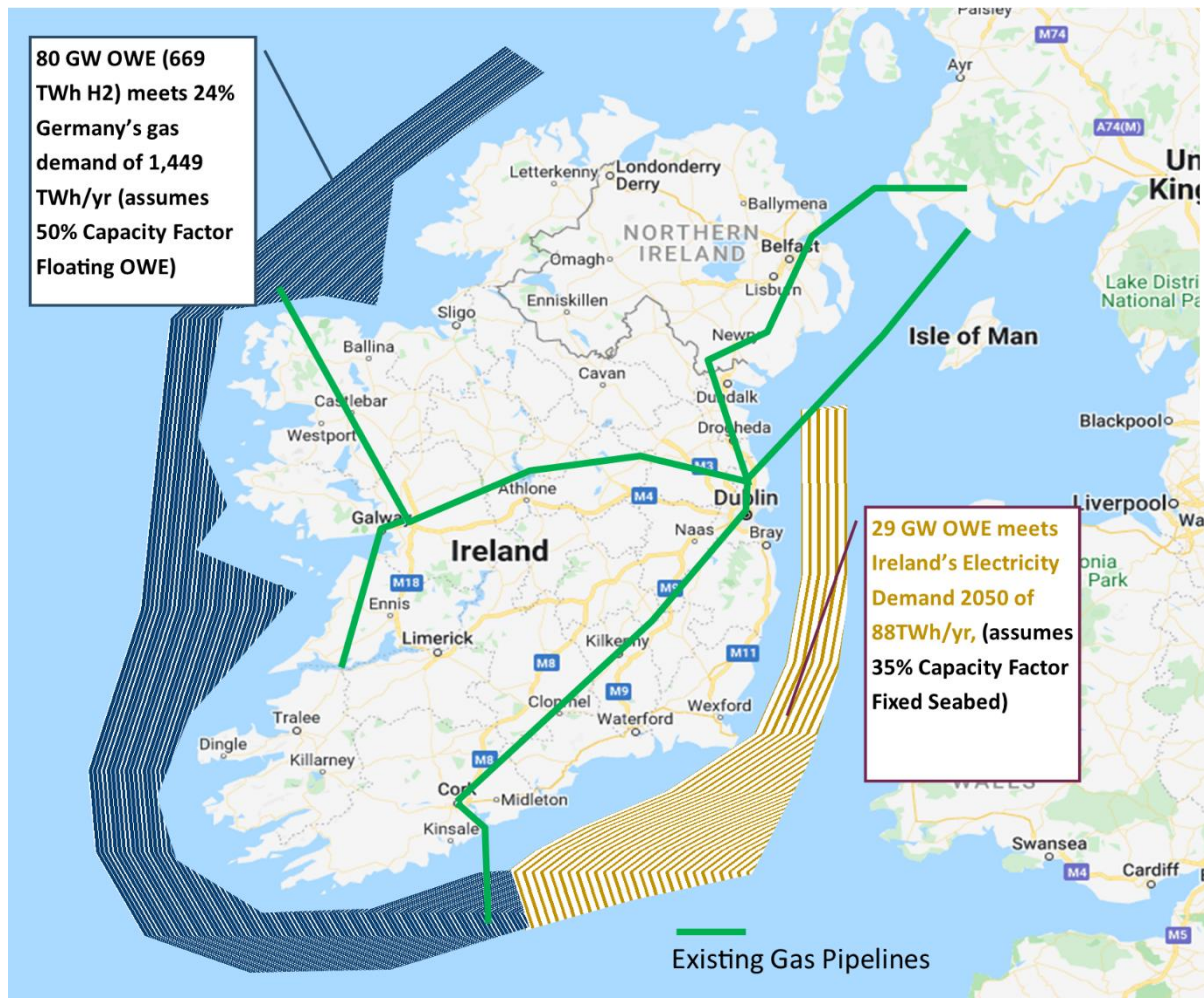 80 GW OWE (669
TWh H2) meets 24%
Germany's gas
demand of 1,449
TWh/yr (assumes
50% Capacity Factor
Floating OWE)
Paisley
M74
Ayr
A74(M)
Un
King
Letterkenny
Londonderry
Derry
Ballymena
NORTHERN
IRELAND
Belfast
Omagh
Lisburn
Enniskillen
Lake Distri
National Pa
Sligo
Newry
Isle of Man
Ballina
Cavan
Dundalk
Castlebar
Drogheda
Blackpool
Westport
M3
Athlone
M4
Dublin
Galway
Liverpool
Wa
Naas
Bray
Ireland
29 GW OWE meets
Ireland's Electricity
Demand 2050 of
88TWh/yr, (assumes
35% Capacity Factor
Fixed Seabed)
onia
Park
M18
M9
Ennis
Limerick
Kilkenny
M11
M8
M9
Clonmel
Wexford
Tralee
Waterford
Dingle
Killarney
M8
WALES
Cork
Midleton
Kinsale
Swansea
M4
Cardiff
M5
Existing Gas Pipelines